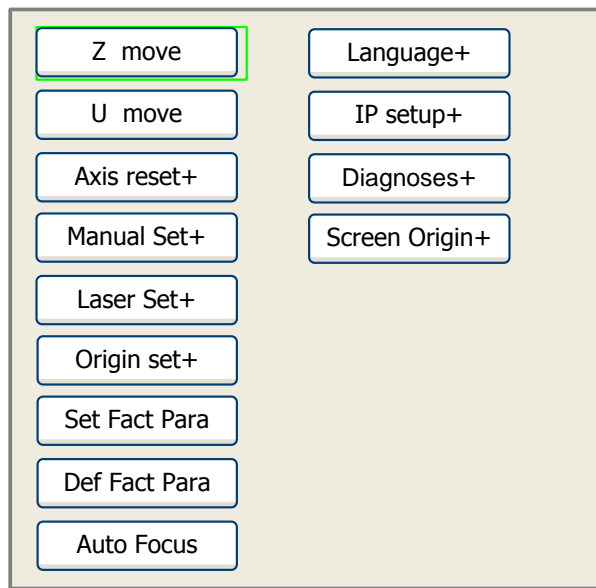 Z move
U move
Axis reset+
Manual Set+
Laser Set+
Origin set+
Set Fact Para
Def Fact Para
Auto Focus
Language+
IP setup+
Diagnoses+
Screen Origin+